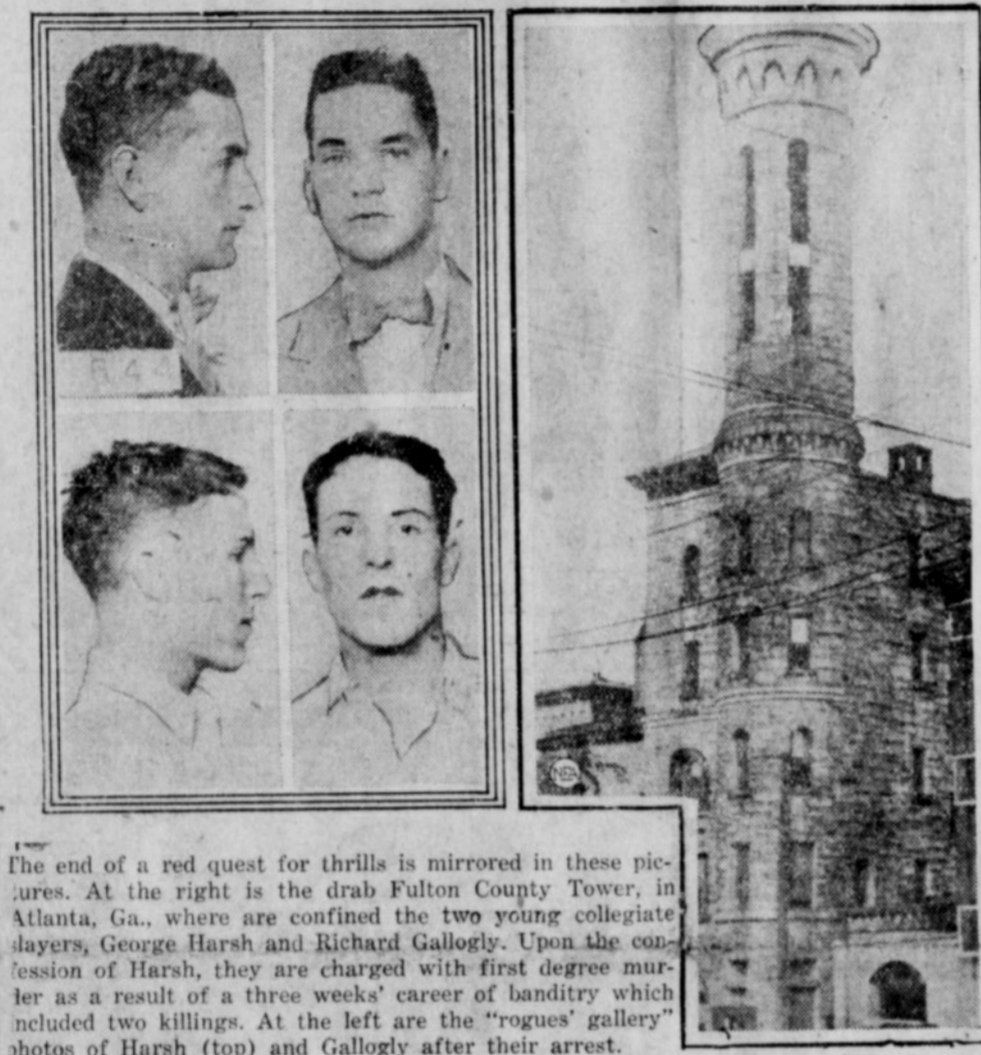 R44
NEA
The end of a red quest for thrills is mirrored in these pic-
tures. At the right is the drab Fulton County Tower, in
Atlanta, Ga., where are confined the two young collegiate
slayers, George Harsh and Richard Gallogly. Upon the con-
fession of Harsh, they are charged with first degree mur-
der as a result of a three weeks' career of banditry which
included two killings. At the left are the "rogues' gallery"
photos of Harsh (top) and Gallogly after their arrest.